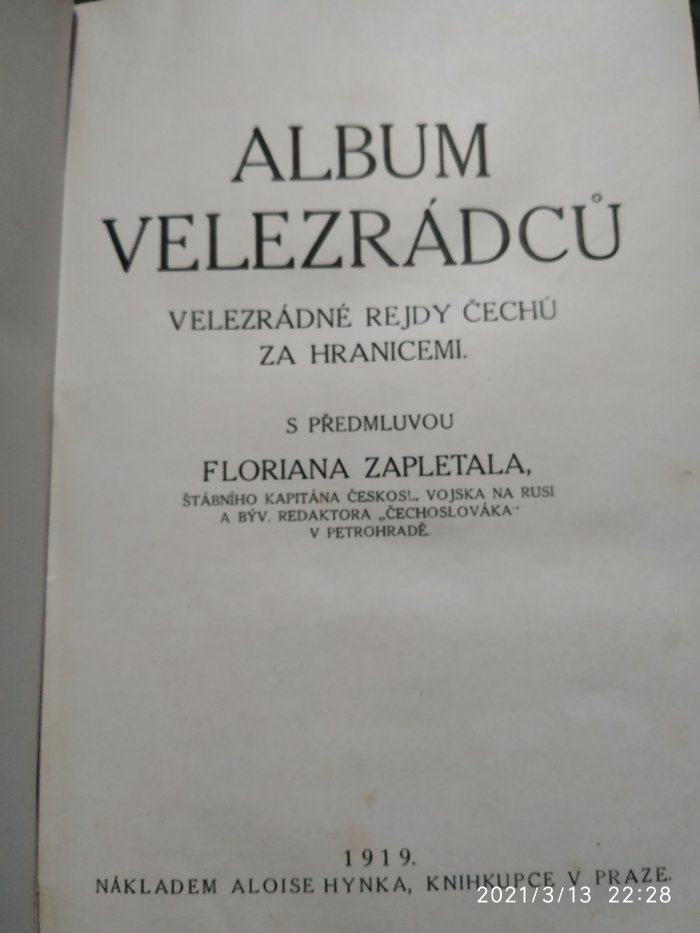 ALBUM
VELEZRÁDCŮ
VELEZRÁDNÉ REJDY ČECHŮ
ZA HRANICEMI.
S PŘEDMLUVOU
FLORIANA ZAPLETALA,
ŠTÁBNÍHO KAPITÁNA ČESKOSL. VOJSKA NA RUSI
A BÝV. REDAKTORA „ČECHOSLOVÁKA“
V PETROHRADĚ.
1919.
NÁKLADEM ALOISE HYNKA, KNIHKUPCE V PRAZE.
2021/3/13 22:28